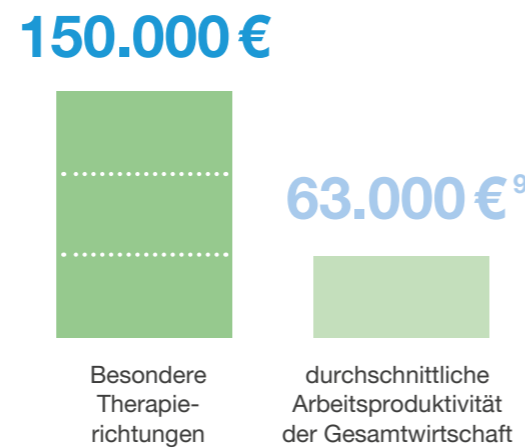 150.000 €
63.000 € 9
Besondere
Therapie-
richtungen
durchschnittliche
Arbeitsproduktivität
der Gesamtwirtschaft